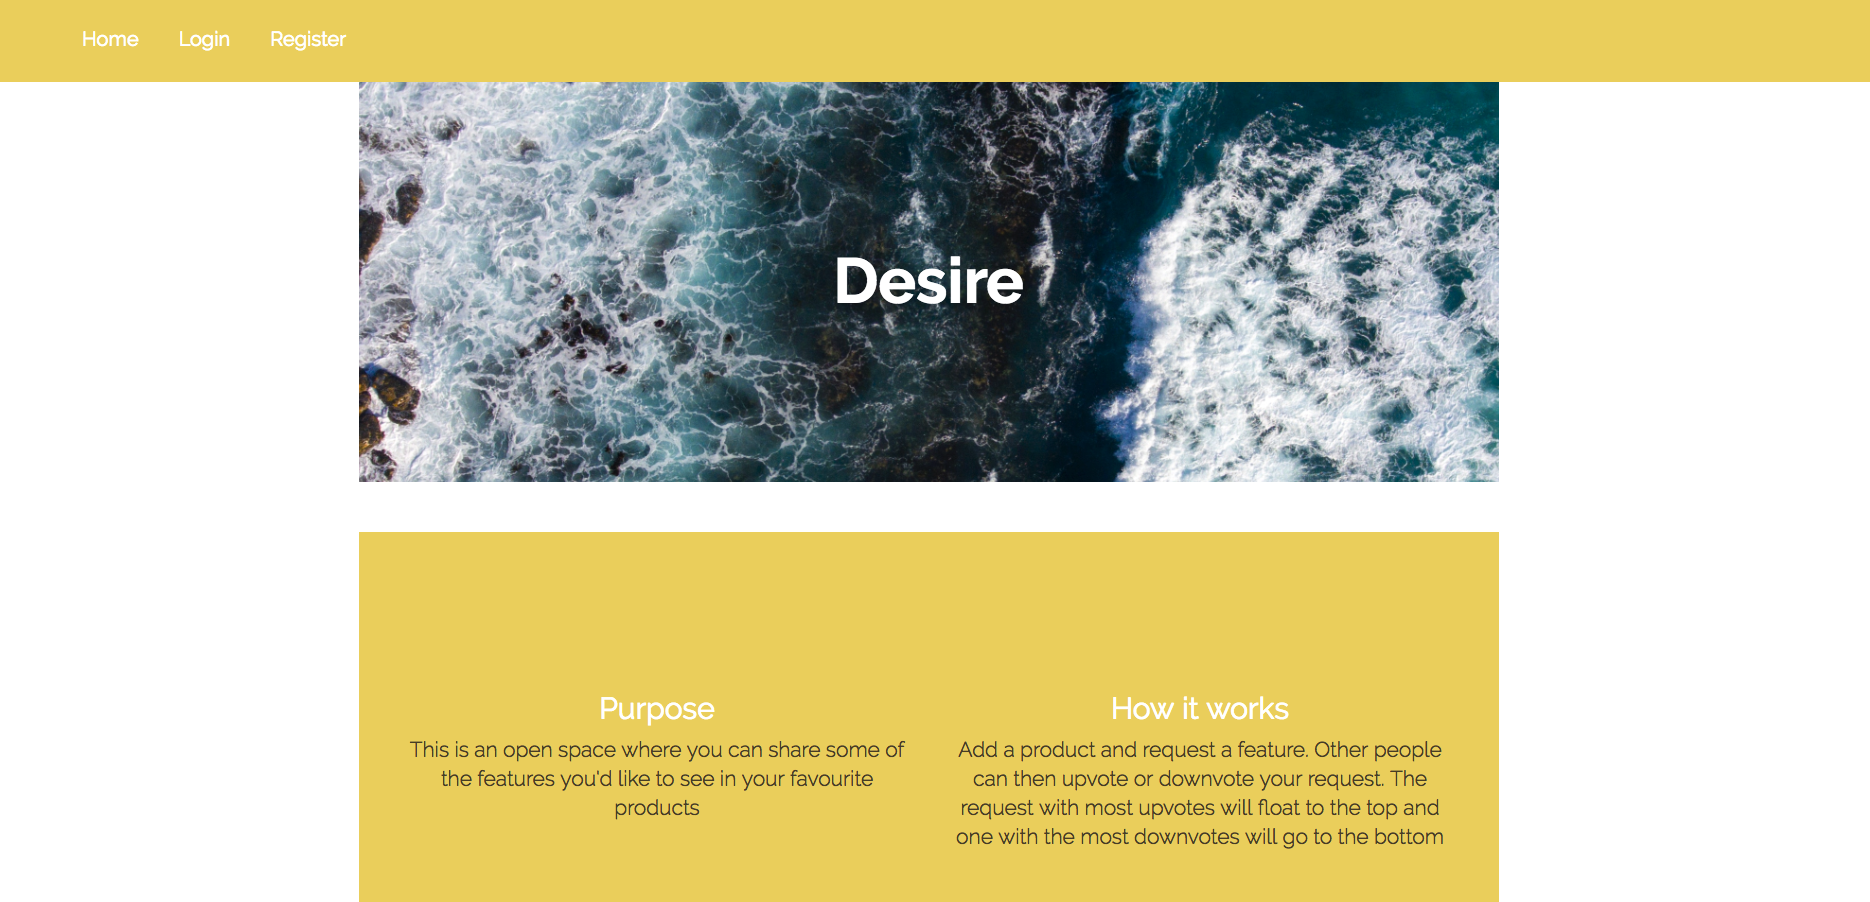 Home Login Register
Desire
Purpose
This is an open space where you can share some of
the features you'd like to see in your favourite
products
How it works
Add a product and request a feature. Other people
can then upvote or downvote your request. The
request with most upvotes will float to the top and
one with the most downvotes will go to the bottom